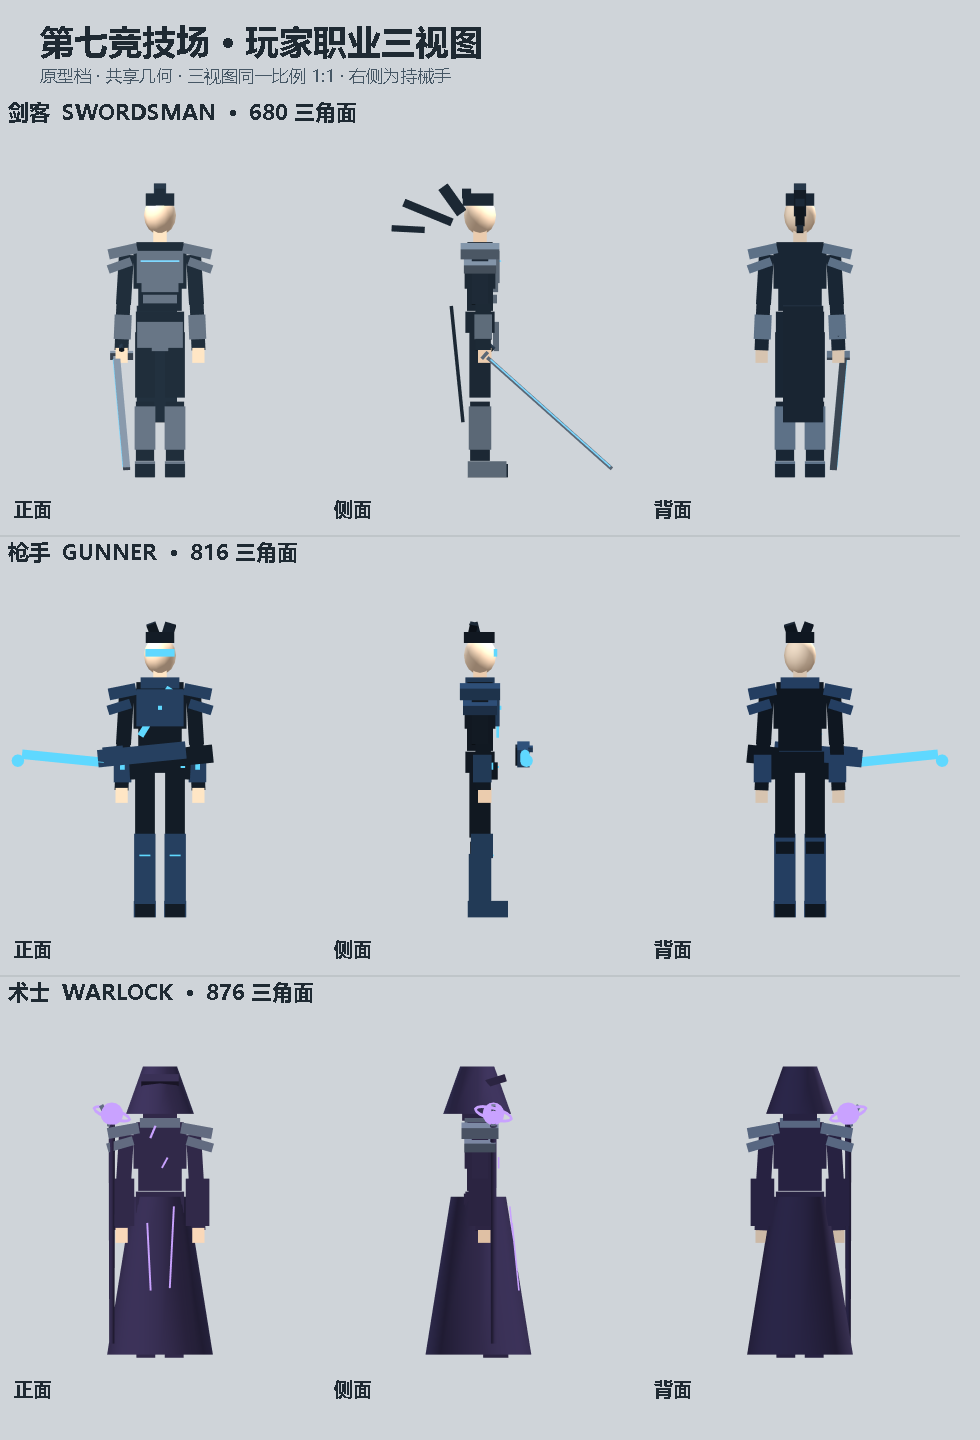 第七竞技场 • 玩家职业三视图
原型档 · 共享几何 · 三视图同一比例 1:1 · 右侧为持械手
剑客 SWORDSMAN • 680 三角面
正面 侧面 背面
枪手 GUNNER • 816 三角面
正面 侧面 背面
术士 WARLOCK • 876 三角面
正面 侧面 背面